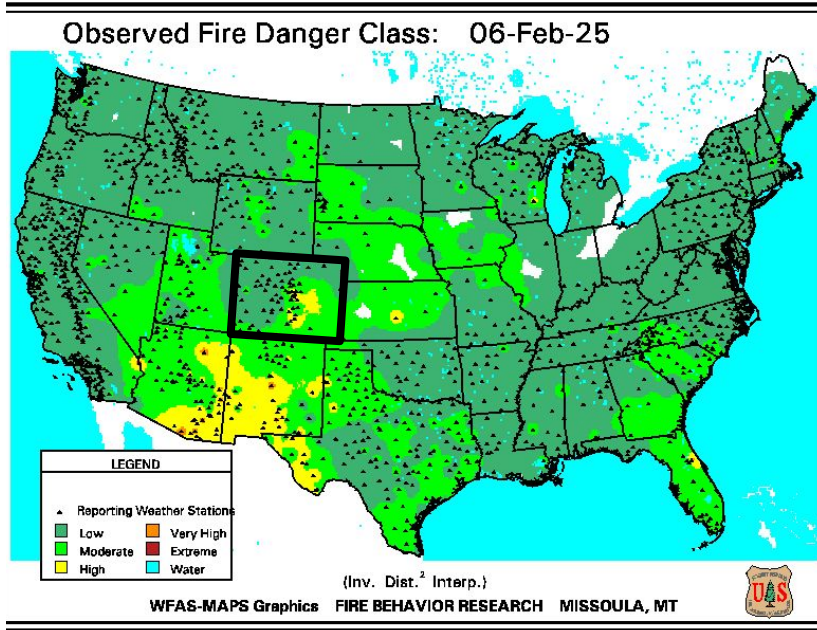 Observed Fire Danger Class: 06-Feb-25
LEGEND
Reporting Weather Stations
Low
Very High
Moderate
Extreme
High
Water
(Inv. Dist.² Interp.)
WFAS-MAPS Graphics FIRE BEHAVIOR RESEARCH MISSOULA, MT
U S